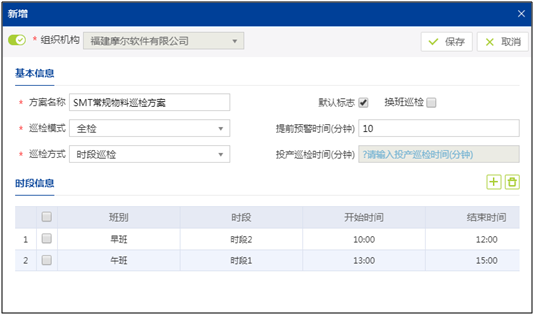 新增
* 组织机构 福建摩尔软件有限公司 保存 取消
基本信息
* 方案名称 SMT常规物料巡检方案 默认标志 换班巡检
* 巡检模式 全检 提前预警时间(分钟) 10
* 巡检方式 时段巡检 投产巡检时间(分钟) ?请输入投产巡检时间(分钟)
时段信息
班别 时段 开始时间 结束时间
1 早班 时段2 10:00 12:00
2 午班 时段1 13:00 15:00